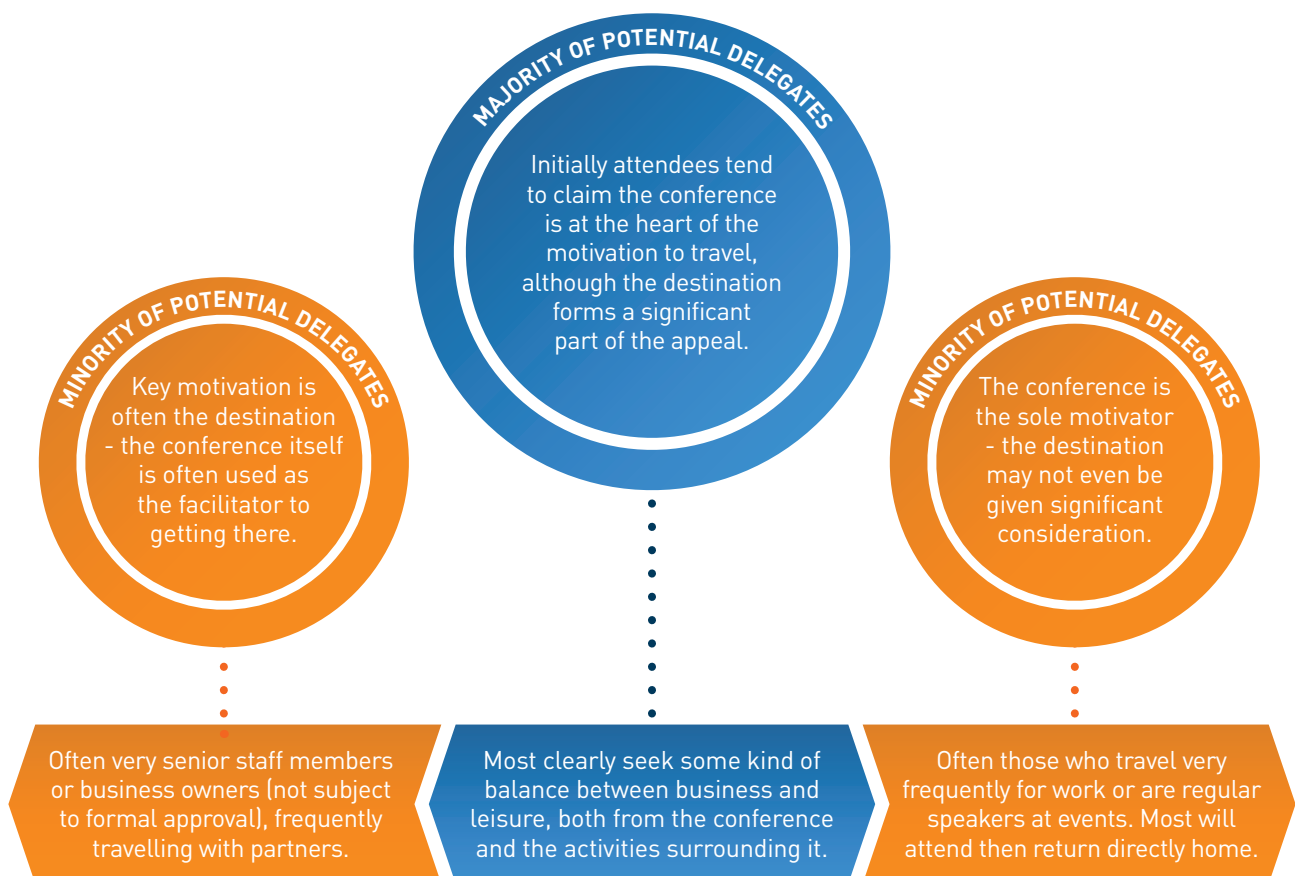 MAJORITY OF POTENTIAL DELEGATES
Initially attendees tend
to claim the conference
is at the heart of the
motivation to travel,
although the destination
forms a significant
part of the appeal.
MINORITY OF POTENTIAL DELEGATES
Key motivation is
often the destination
- the conference itself
is often used as
the facilitator to
getting there.
MINORITY OF POTENTIAL DELEGATES
The conference is
the sole motivator
- the destination
may not even be
given significant
consideration.
Often very senior staff members
or business owners (not subject
to formal approval), frequently
travelling with partners.
Most clearly seek some kind of
balance between business and
leisure, both from the conference
and the activities surrounding it.
Often those who travel very
frequently for work or are regular
speakers at events. Most will
attend then return directly home.